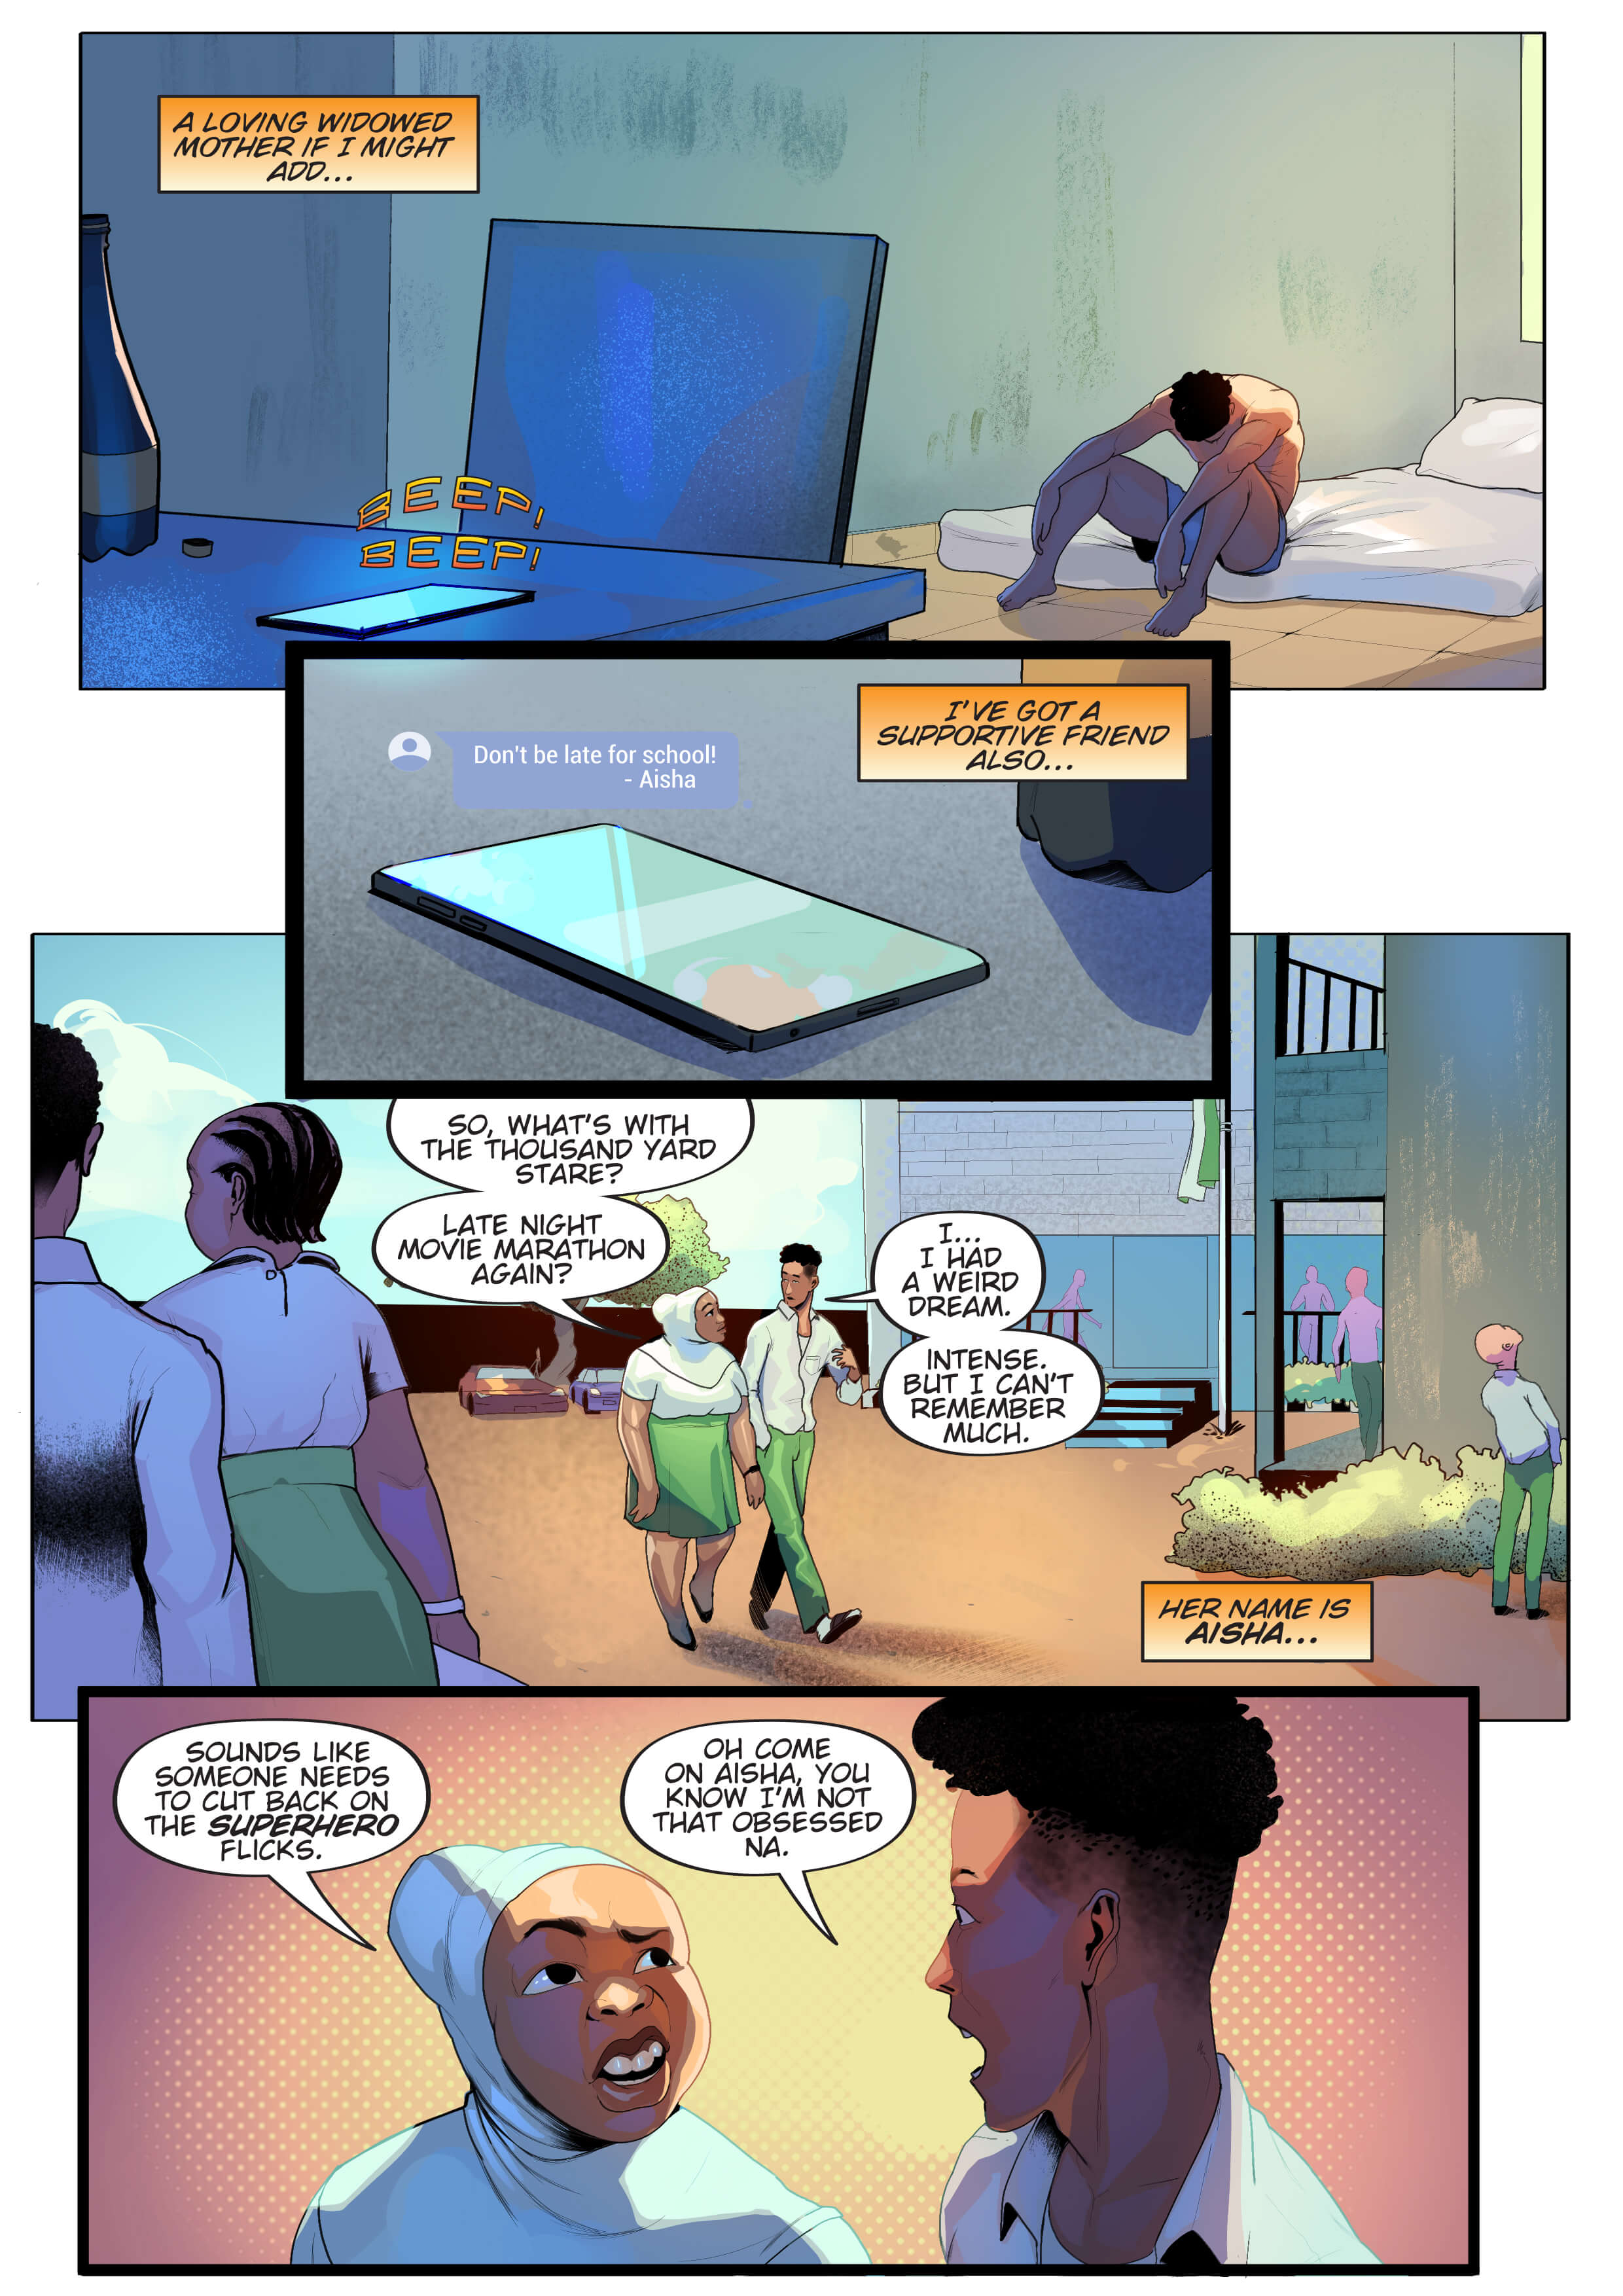 A LOVING WIDOWED
MOTHER IF I MIGHT
ADD...
BEEP!
BEEP!
I'VE GOT A
SUPPORTIVE FRIEND
ALSO...
Don't be late for school!
- Aisha
SO, WHAT'S WITH
THE THOUSAND YARD
STARE?
LATE NIGHT
MOVIE MARATHON
AGAIN?
I...
I HAD
A WEIRD
DREAM.
INTENSE.
BUT I CAN'T
REMEMBER
MUCH.
HER NAME IS
AISHA...
SOUNDS LIKE
SOMEONE NEEDS
TO CUT BACK ON
THE SUPERHERO
FLICKS.
OH COME
ON AISHA, YOU
KNOW I'M NOT
THAT OBSESSED
NA.